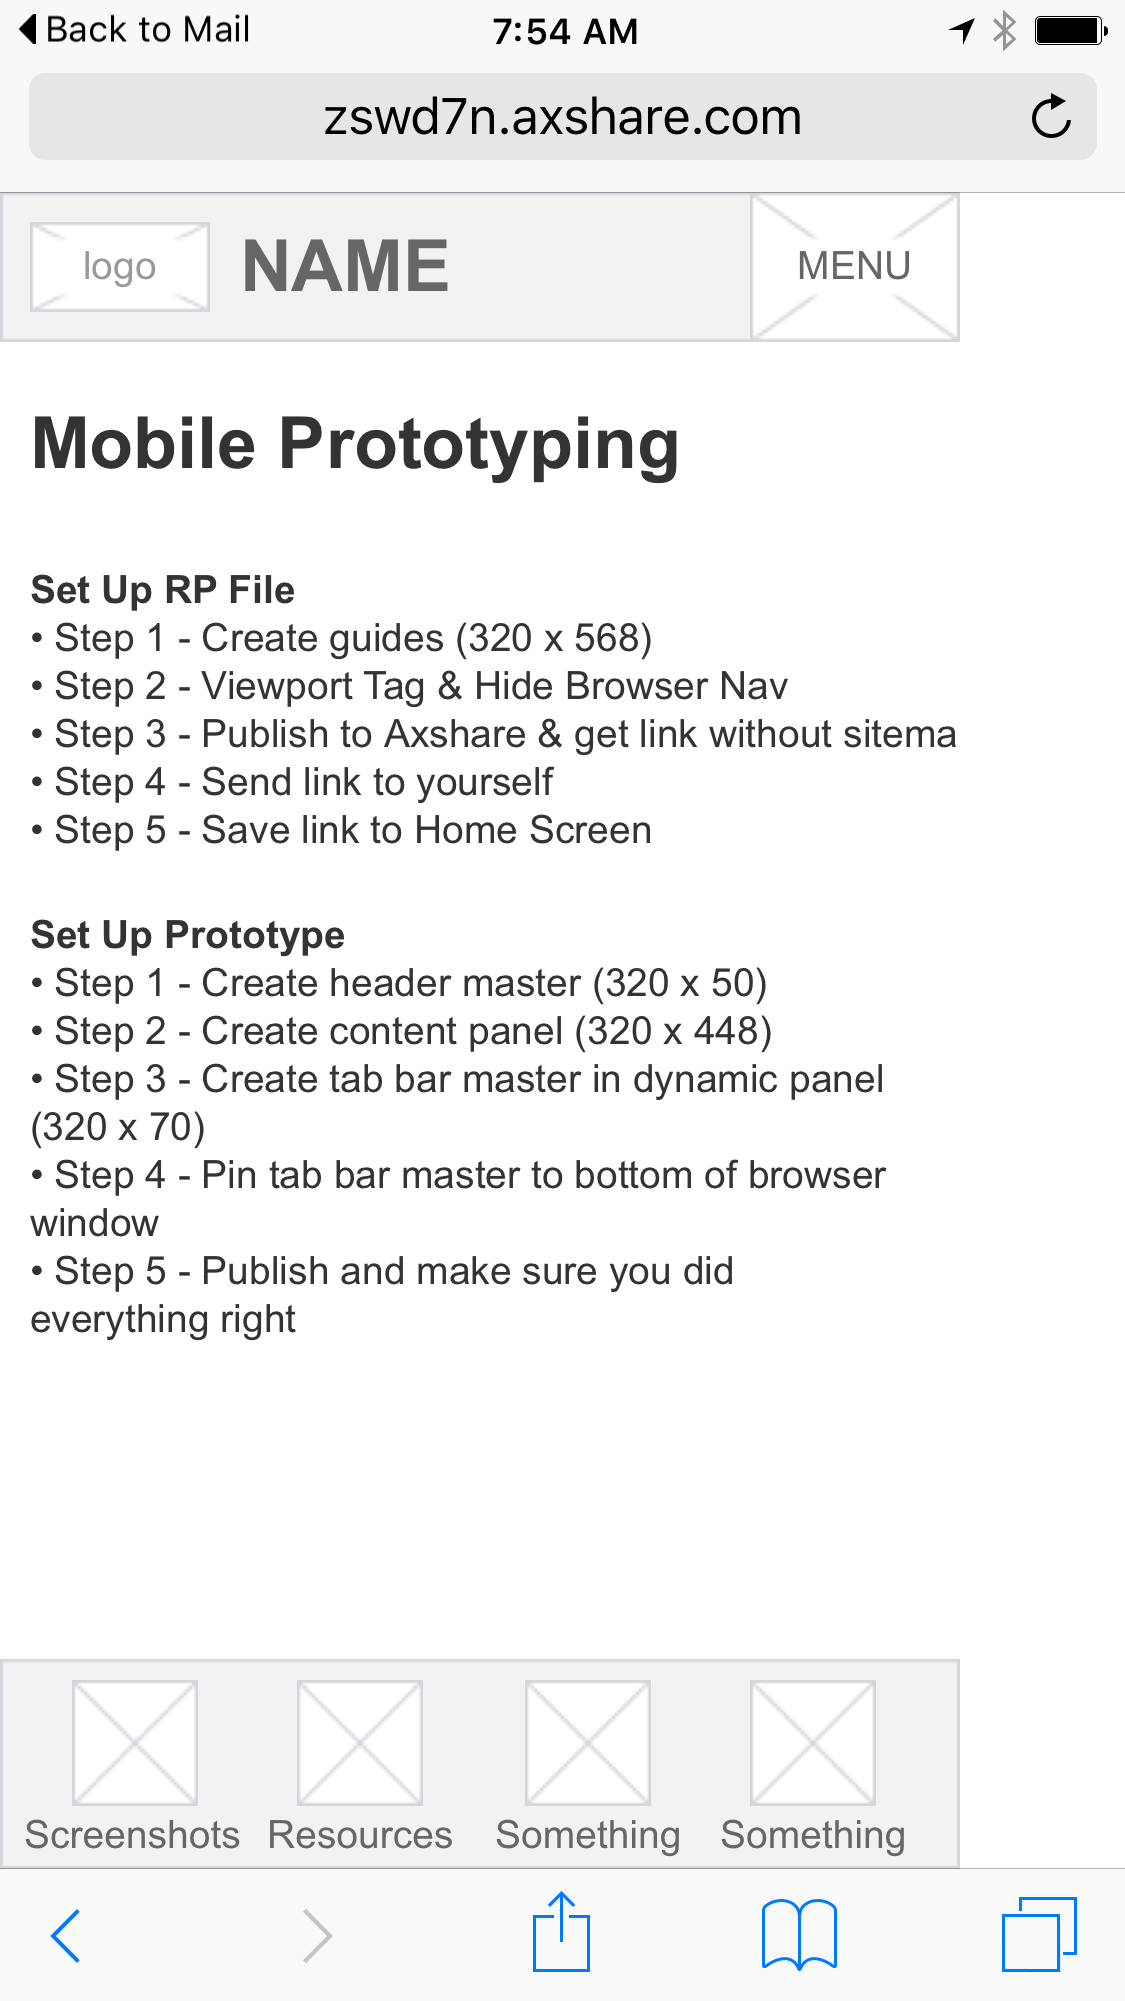 Back to Mail 7:54 AM
zswd7n.axshare.com
logo NAME MENU
Mobile Prototyping
Set Up RP File
• Step 1 - Create guides (320 x 568)
• Step 2 - Viewport Tag & Hide Browser Nav
• Step 3 - Publish to Axshare & get link without sitema
• Step 4 - Send link to yourself
• Step 5 - Save link to Home Screen
Set Up Prototype
• Step 1 - Create header master (320 x 50)
• Step 2 - Create content panel (320 x 448)
• Step 3 - Create tab bar master in dynamic panel
(320 x 70)
• Step 4 - Pin tab bar master to bottom of browser
window
• Step 5 - Publish and make sure you did
everything right
Screenshots Resources Something Something